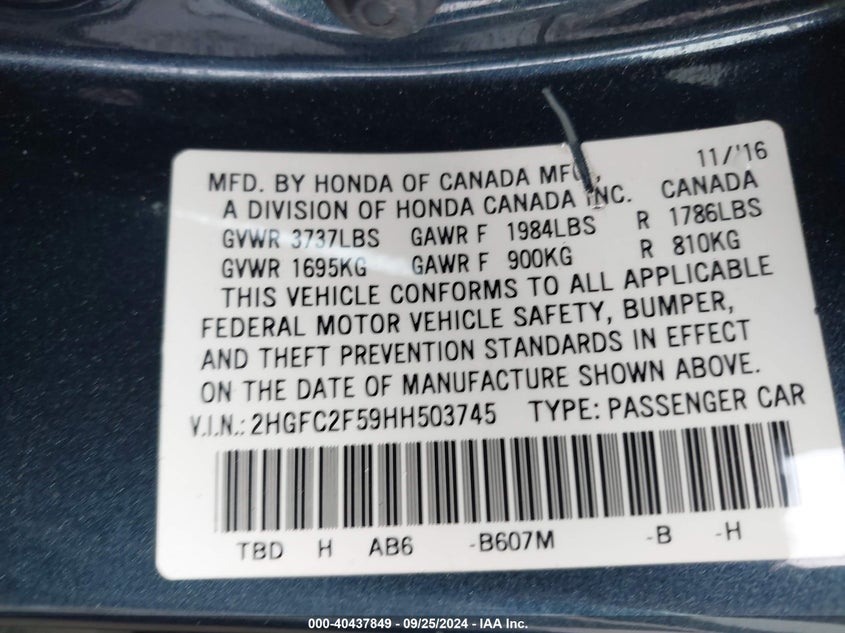 11/'16
MFD. BY HONDA OF CANADA MFG.,
A DIVISION OF HONDA CANADA INC. CANADA
GVWR 3737LBS GAWR F 1984LBS R 1786LBS
GVWR 1695KG GAWR F 900KG R 810KG
THIS VEHICLE CONFORMS TO ALL APPLICABLE
FEDERAL MOTOR VEHICLE SAFETY, BUMPER,
AND THEFT PREVENTION STANDARDS IN EFFECT
ON THE DATE OF MANUFACTURE SHOWN ABOVE.
V.I.N.: 2HGFC2F59HH503745 TYPE: PASSENGER CAR
TBD H AB6 -B607M -B -H
000-40437849 - 09/25/2024 - IAA Inc.